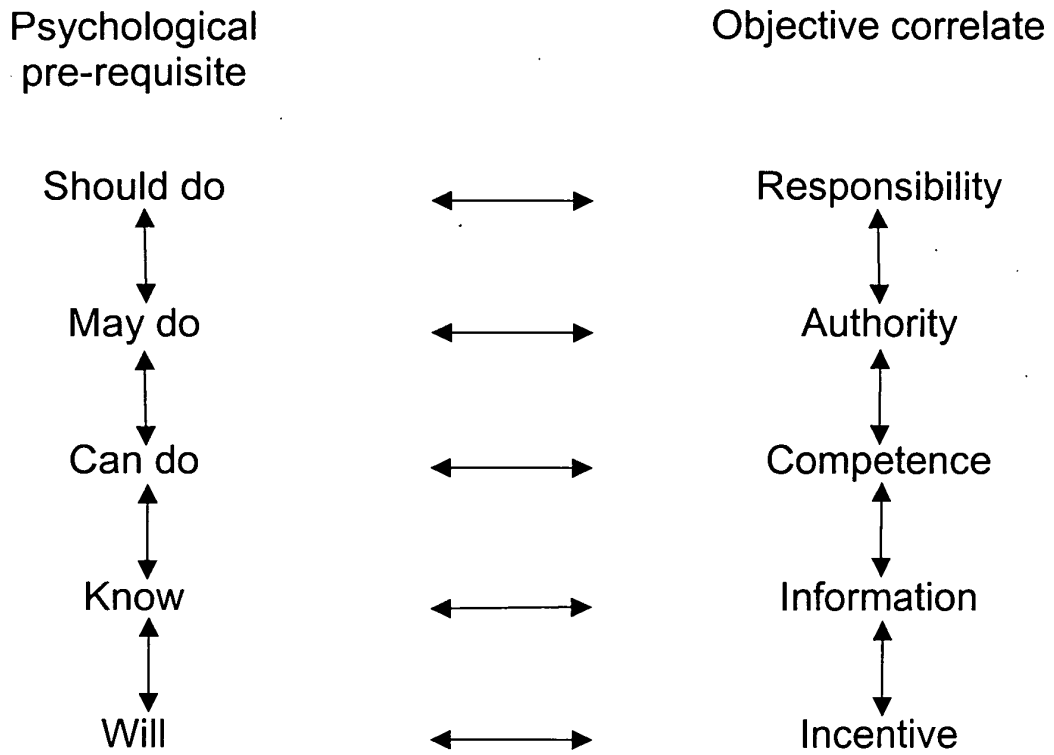 Psychological
pre-requisite
Objective correlate
Should do
Responsibility
May do
Authority
Can do
Competence
Know
Information
Will
Incentive